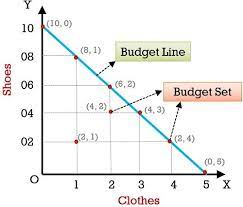 Y
10
(10, 0)
(8, 1)
Budget Line
08
06
(6, 2)
Budget Set
Shoes
04
(4, 2)
(4, 3)
02
(2, 1)
(2, 4)
(0, 5)
O
1
2
3
4
5
X
Clothes